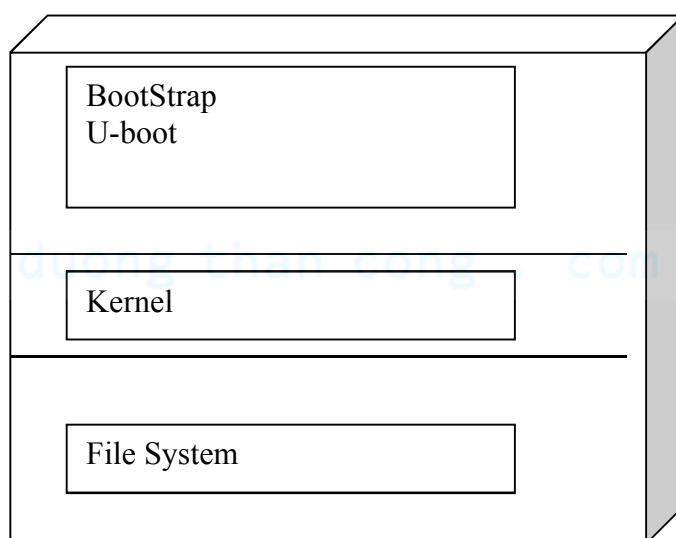 BootStrap
U-boot
duong than cong . com
Kernel
File System